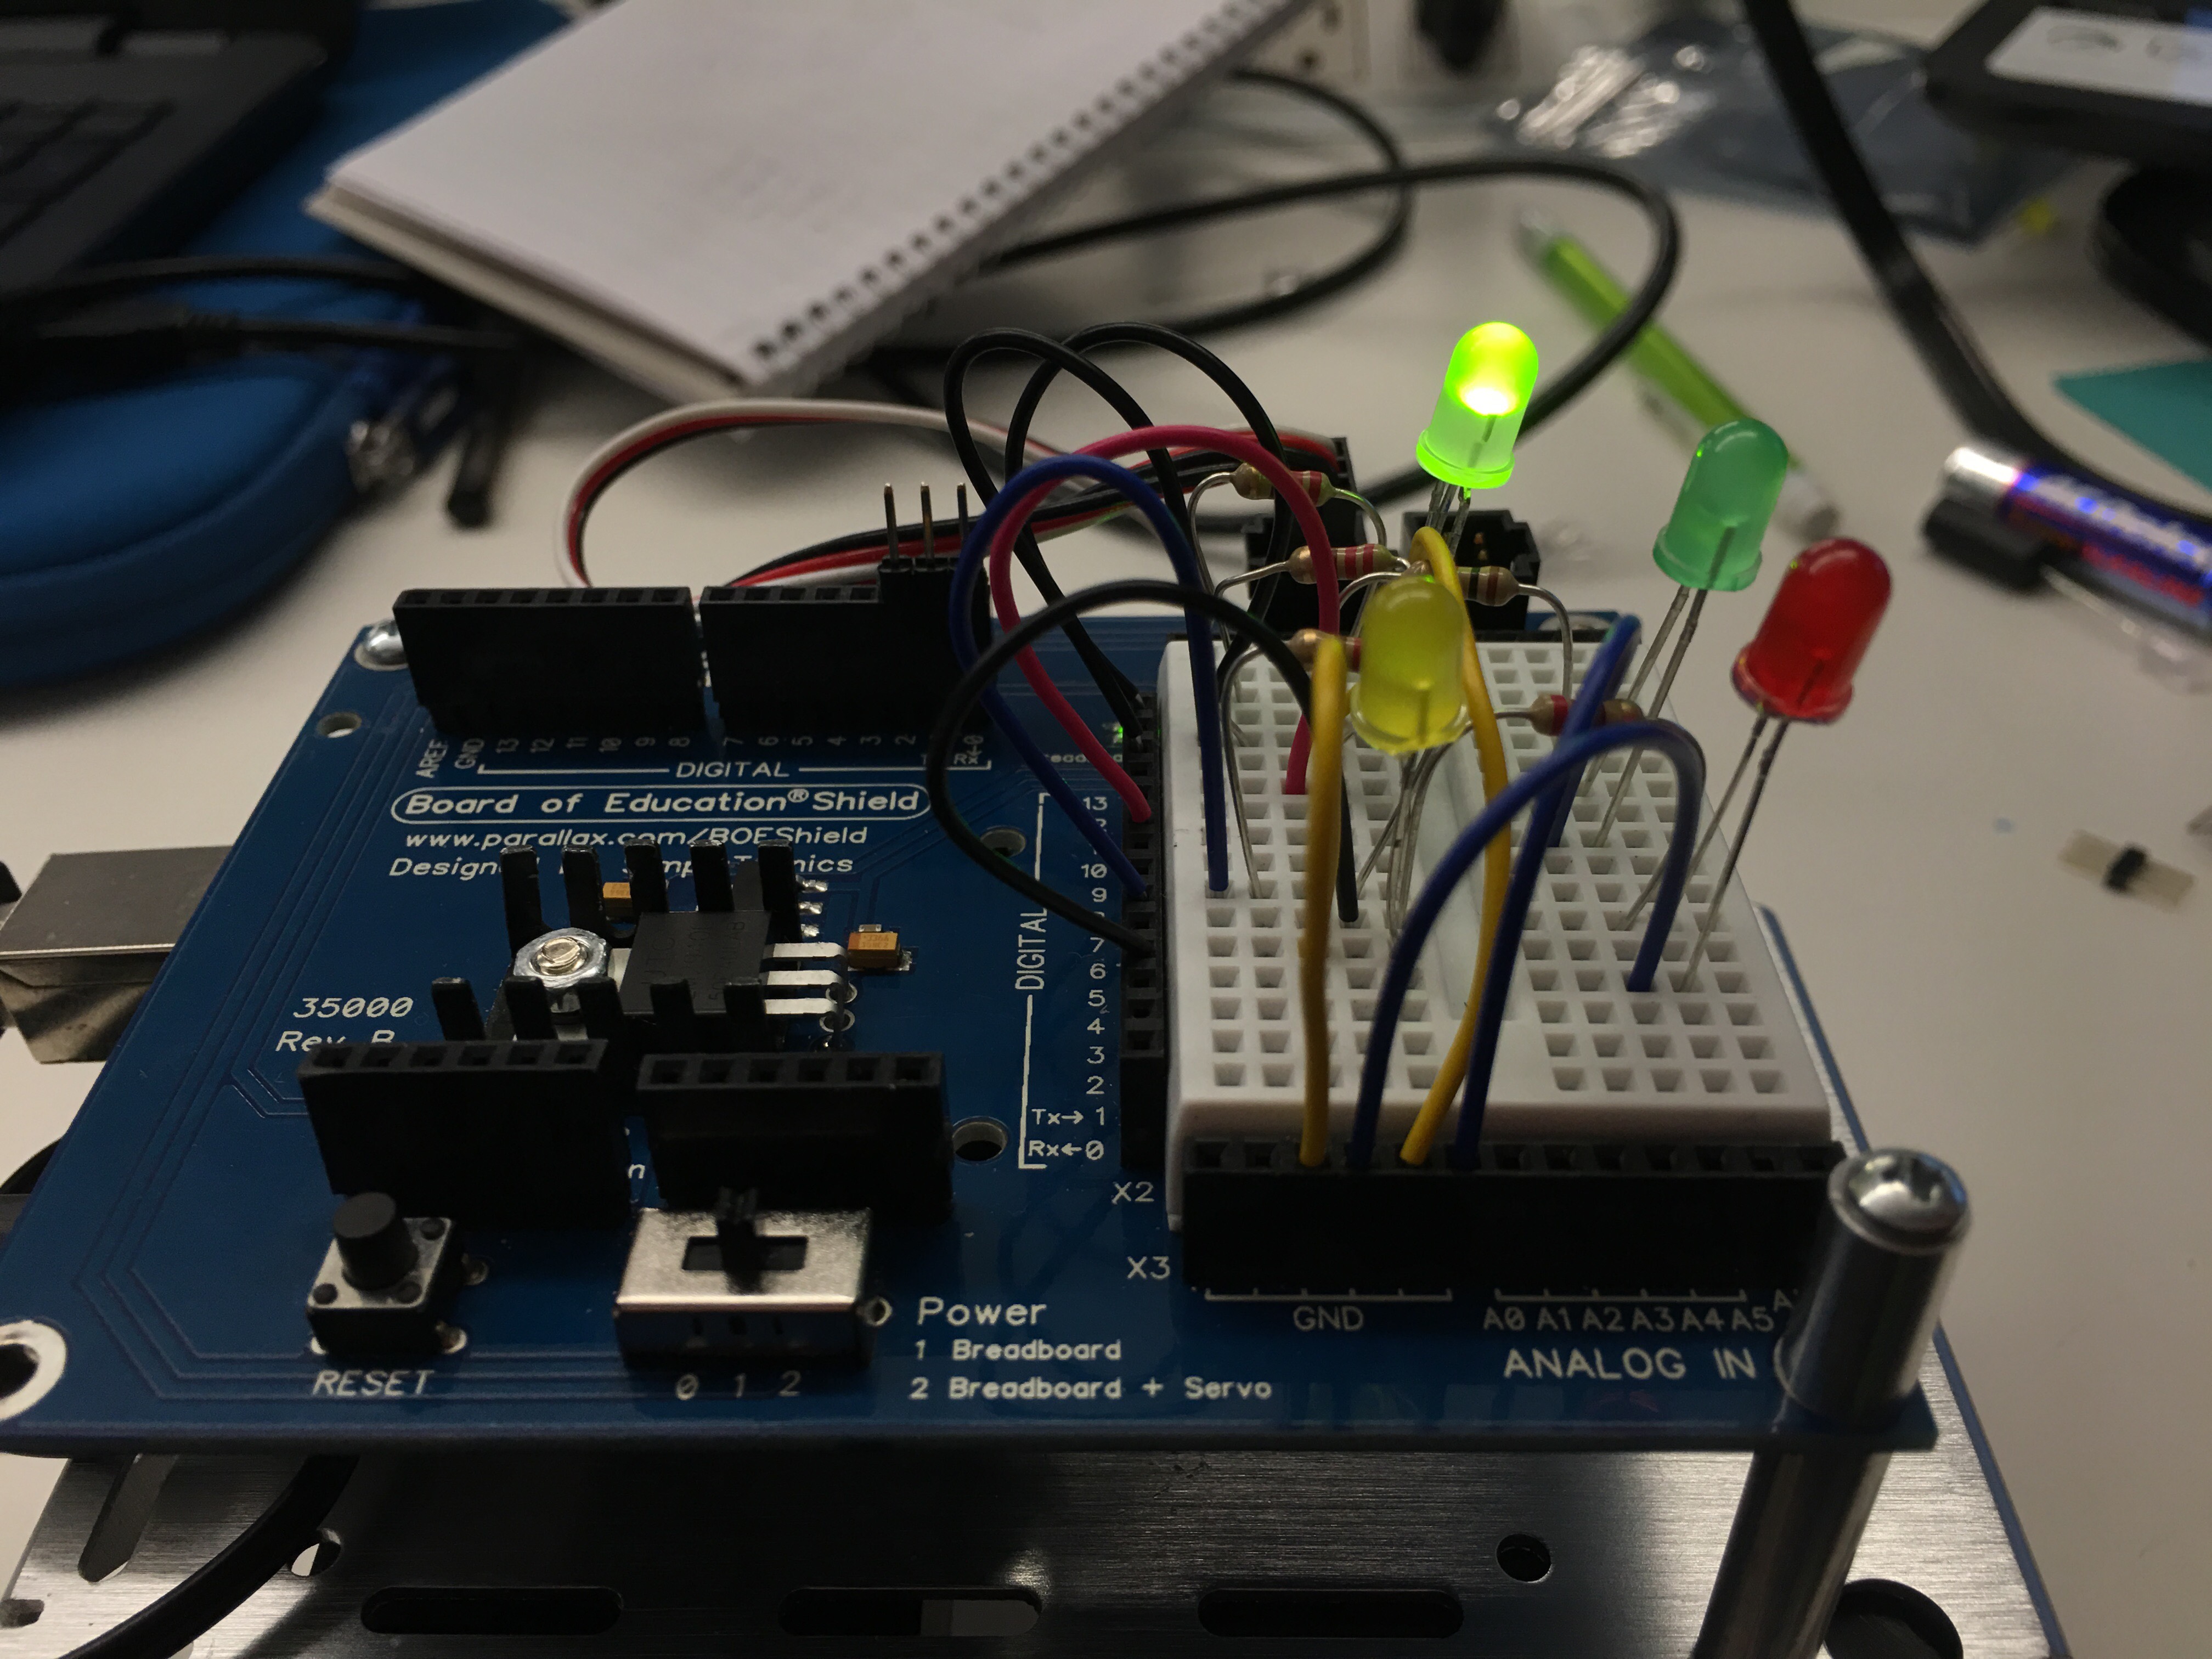 AREF GND 13 12 11 10 9 8 7 6 5 4 3 2
DIGITAL
Board of Education® Shield
www.parallax.com/BOEShield
35000
Rev B
13
10
9
7
6
5
4
3
2
Tx→ 1
Rx←0
DIGITAL
X2
X3
GND
A0 A1 A2 A3 A4 A5
ANALOG IN
Power
1 Breadboard
2 Breadboard + Servo
RESET
0 1 2